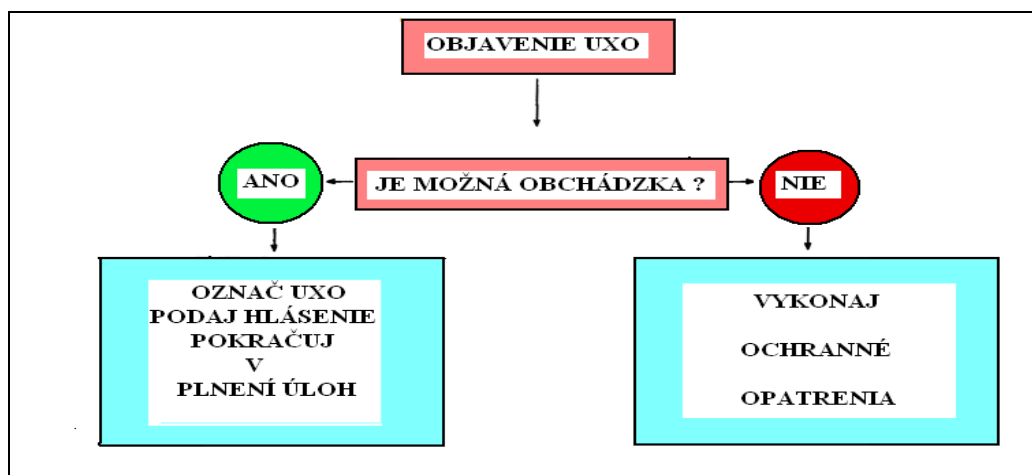 OBJAVENIE UXO
ANO
JE MOŽNÁ OBCHÁDZKA ?
NIE
OZNAČ UXO
PODAJ HLÁSENIE
POKRAČUJ
V
PLNENÍ ÚLOH
VYKONAJ
OCHRANNÉ
OPATRENIA